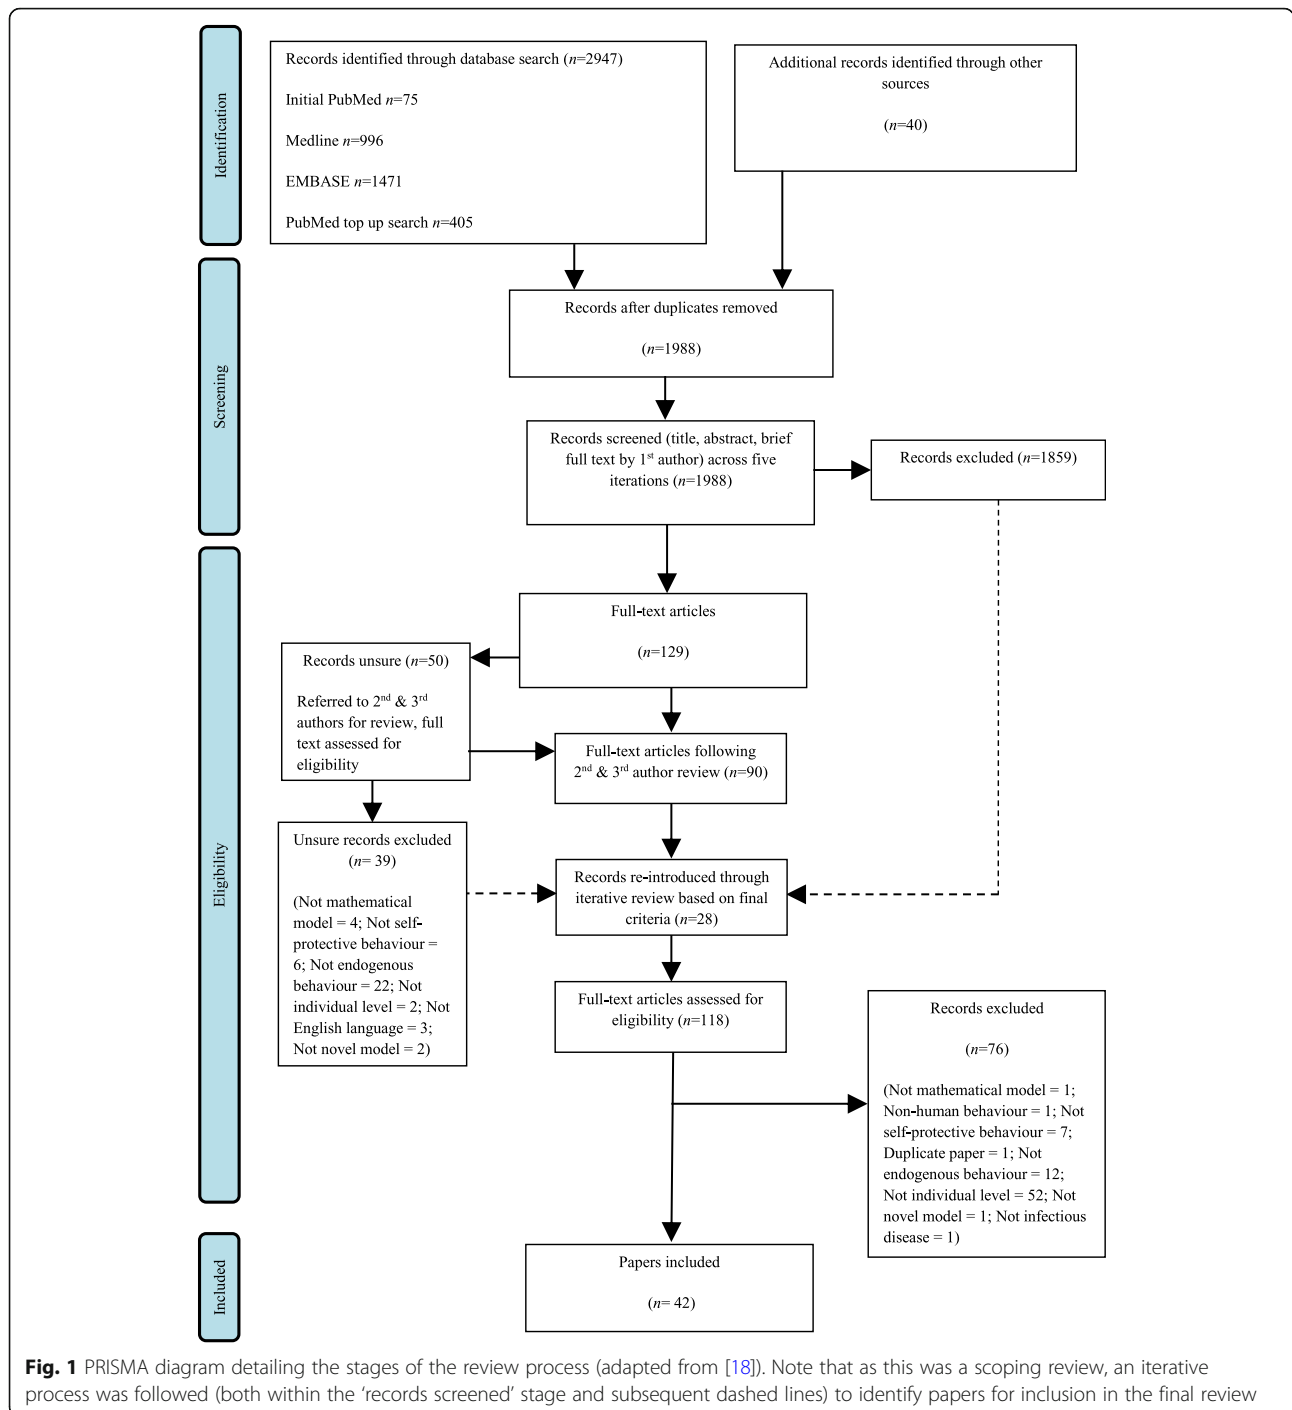 Identification
Records identified through database search (n=2947)
Initial PubMed n=75
Medline n=996
EMBASE n=1471
PubMed top up search n=405
Additional records identified through other
sources
(n=40)
Screening
Records after duplicates removed
(n=1988)
Records screened (title, abstract, brief
full text by 1st author) across five
iterations (n=1988)
Records excluded (n=1859)
Eligibility
Full-text articles
(n=129)
Records unsure (n=50)
Referred to 2nd & 3rd
authors for review, full
text assessed for
eligibility
Full-text articles following
2nd & 3rd author review (n=90)
Unsure records excluded
(n= 39)
(Not mathematical
model = 4; Not self-
protective behaviour =
6; Not endogenous
behaviour = 22; Not
individual level = 2; Not
English language = 3;
Not novel model = 2)
Records re-introduced through
iterative review based on final
criteria (n=28)
Full-text articles assessed for
eligibility (n=118)
Records excluded
(n=76)
(Not mathematical model = 1;
Non-human behaviour = 1; Not
self-protective behaviour = 7;
Duplicate paper = 1; Not
endogenous behaviour = 12;
Not individual level = 52; Not
novel model = 1; Not infectious
disease = 1)
Included
Papers included
(n= 42)
Fig. 1 PRISMA diagram detailing the stages of the review process (adapted from [18]). Note that as this was a scoping review, an iterative
process was followed (both within the ‘records screened’ stage and subsequent dashed lines) to identify papers for inclusion in the final review